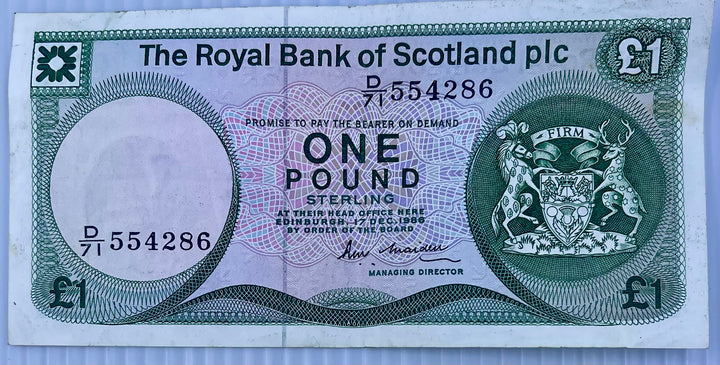 The Royal Bank of Scotland plc
£1
D/71 554286
PROMISE TO PAY THE BEARER ON DEMAND
ONE
POUND
STERLING
AT THEIR HEAD OFFICE HERE
EDINBURGH, 17 DEC. 1986
BY ORDER OF THE BOARD
MANAGING DIRECTOR
FIRM
D/71 554286
£1
£1